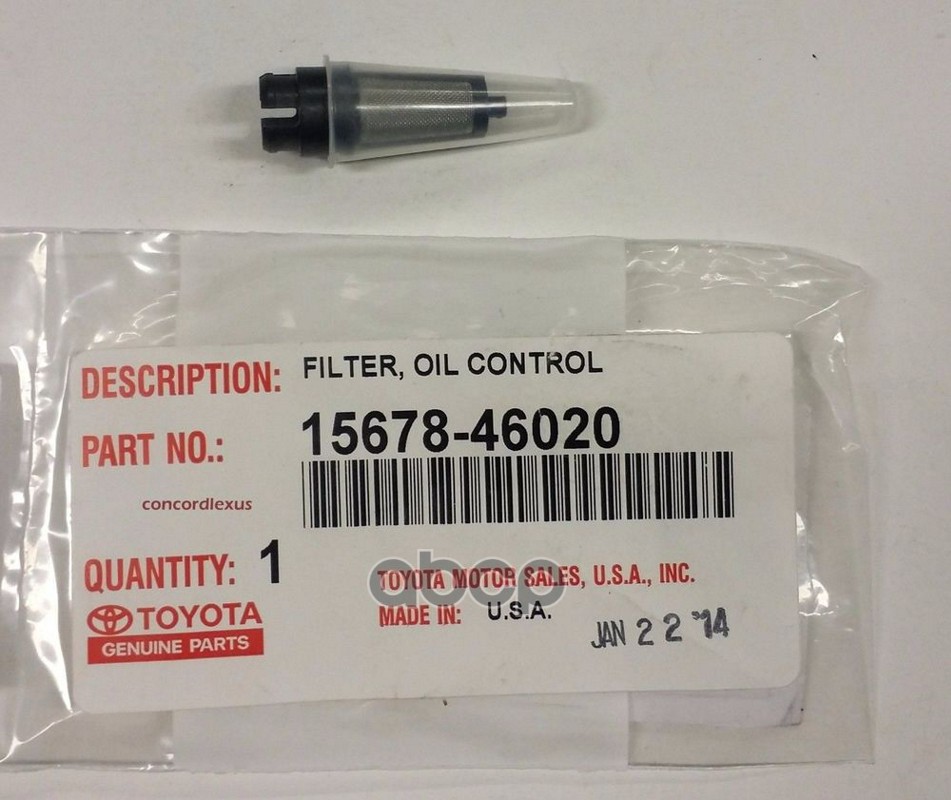 DESCRIPTION: FILTER, OIL CONTROL
PART NO.: 15678-46020
concordlexus
QUANTITY: 1
TOYOTA MOTOR SALES, U.S.A., INC.
TOYOTA
MADE IN: U.S.A.
GENUINE PARTS
JAN 22 '14
abcp